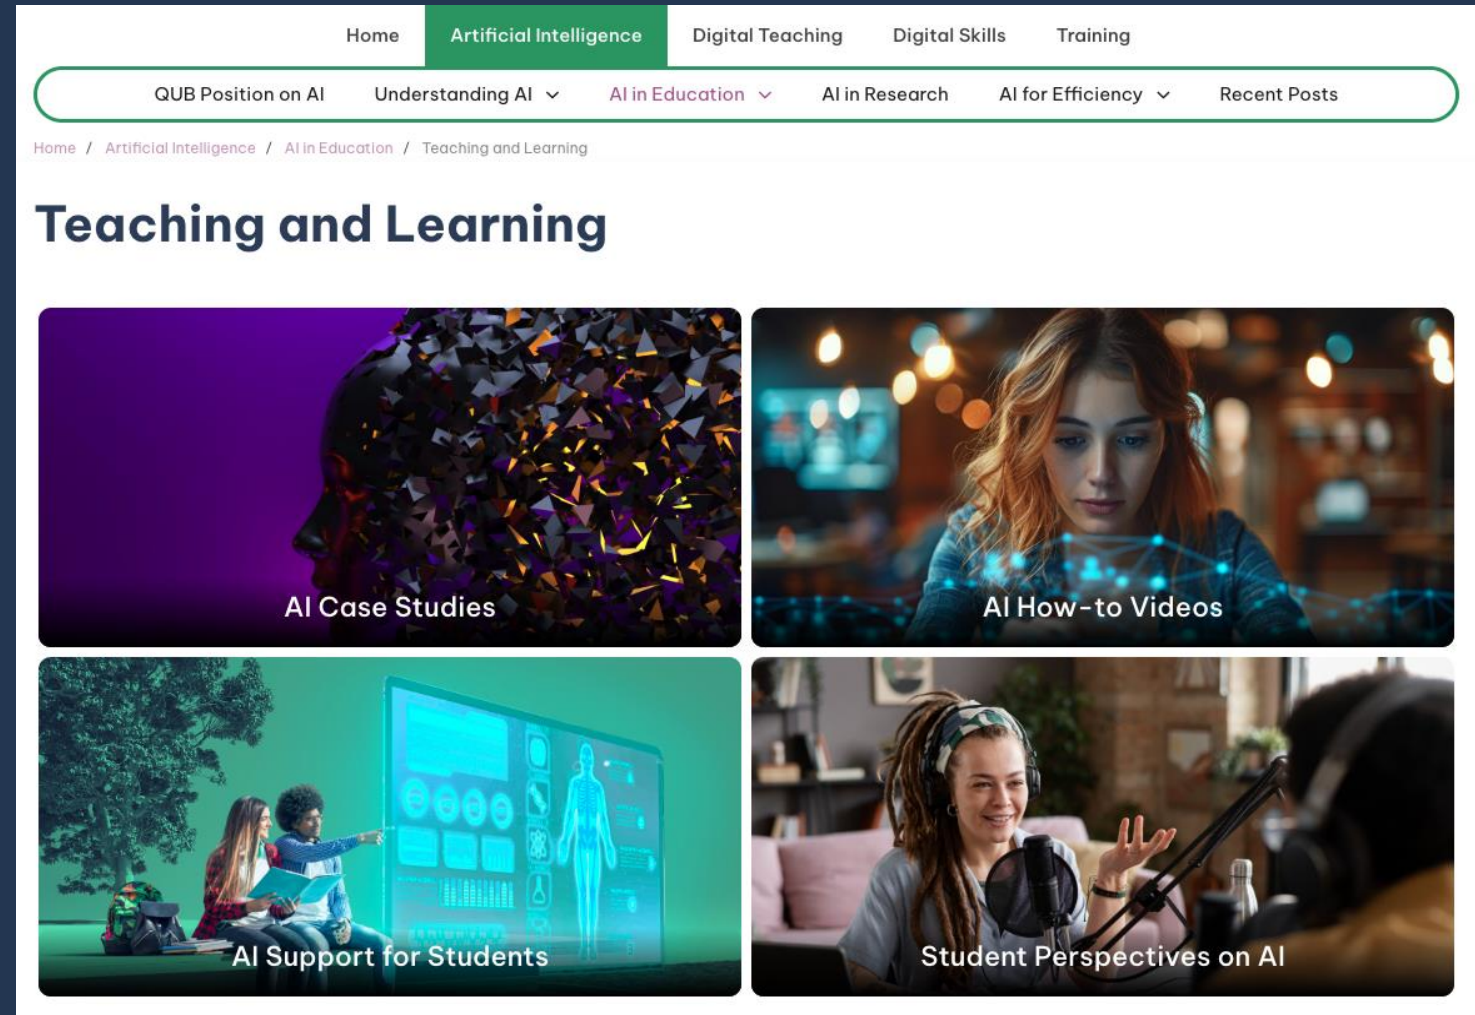 Home Artificial Intelligence Digital Teaching Digital Skills Training
QUB Position on AI Understanding AI AI in Education AI in Research AI for Efficiency Recent Posts
Home / Artificial Intelligence / AI in Education / Teaching and Learning
Teaching and Learning
AI Case Studies
AI How-to Videos
AI Support for Students
Student Perspectives on AI